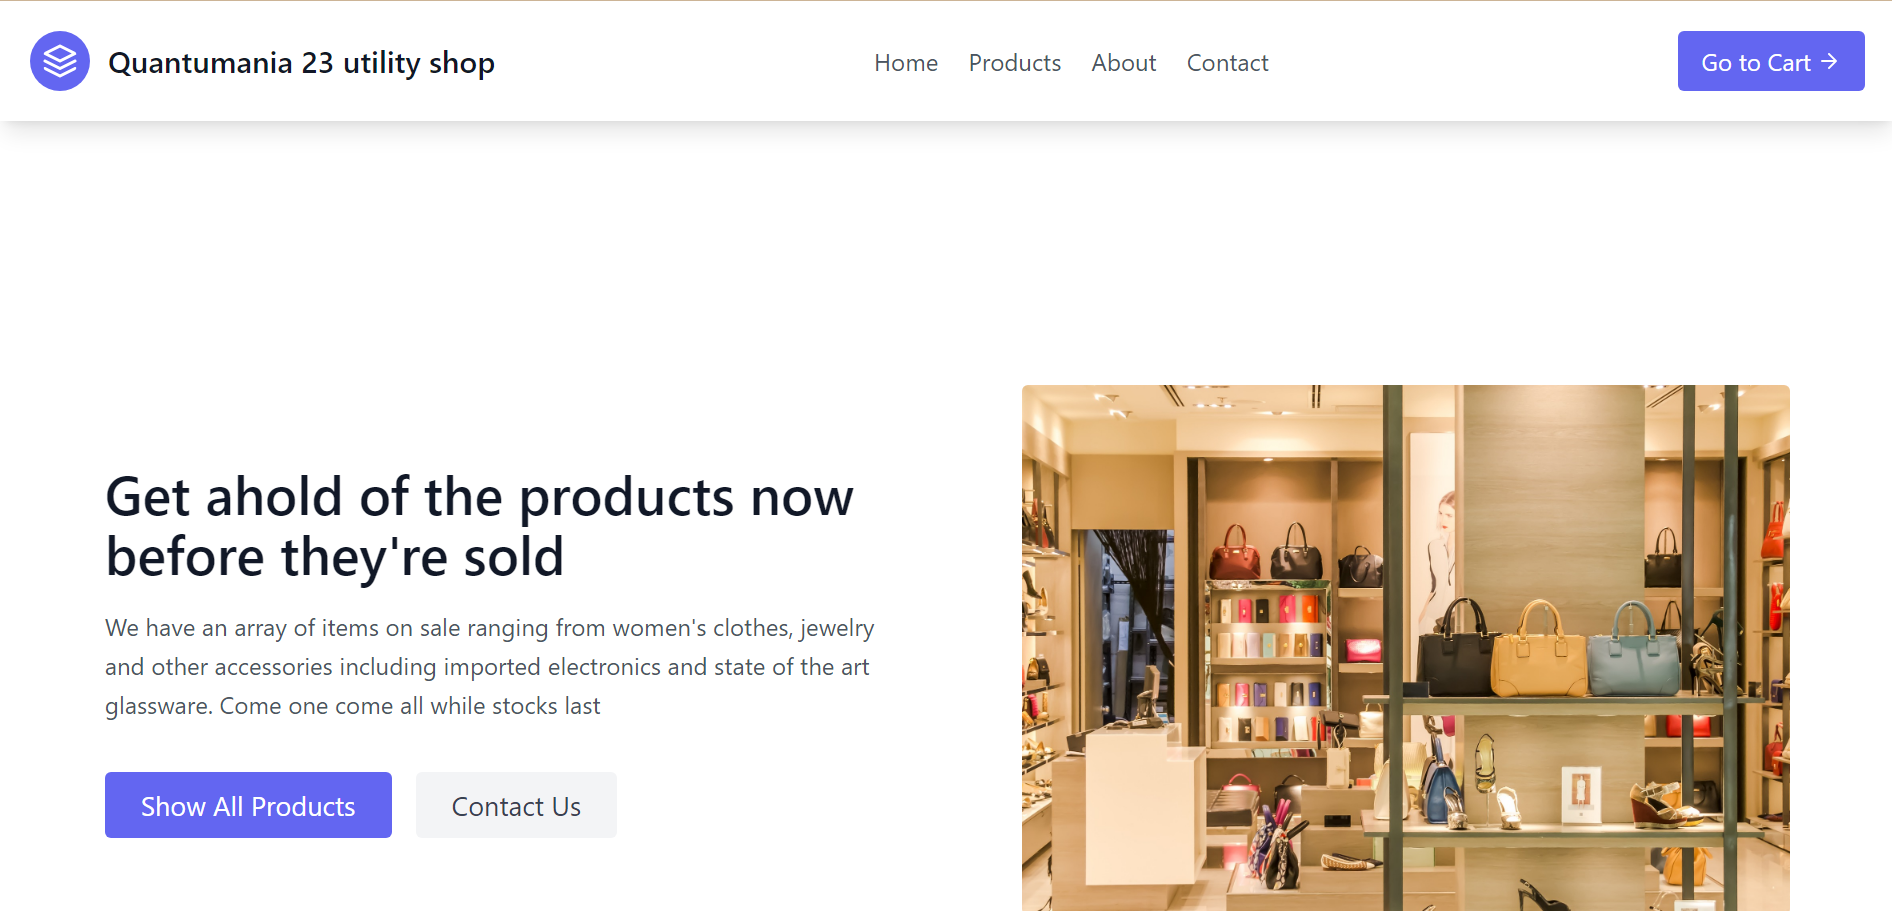 Quantumania 23 utility shop
Home Products About Contact
Go to Cart
Get ahold of the products now
before they're sold
We have an array of items on sale ranging from women's clothes, jewelry
and other accessories including imported electronics and state of the art
glassware. Come one come all while stocks last
Show All Products
Contact Us